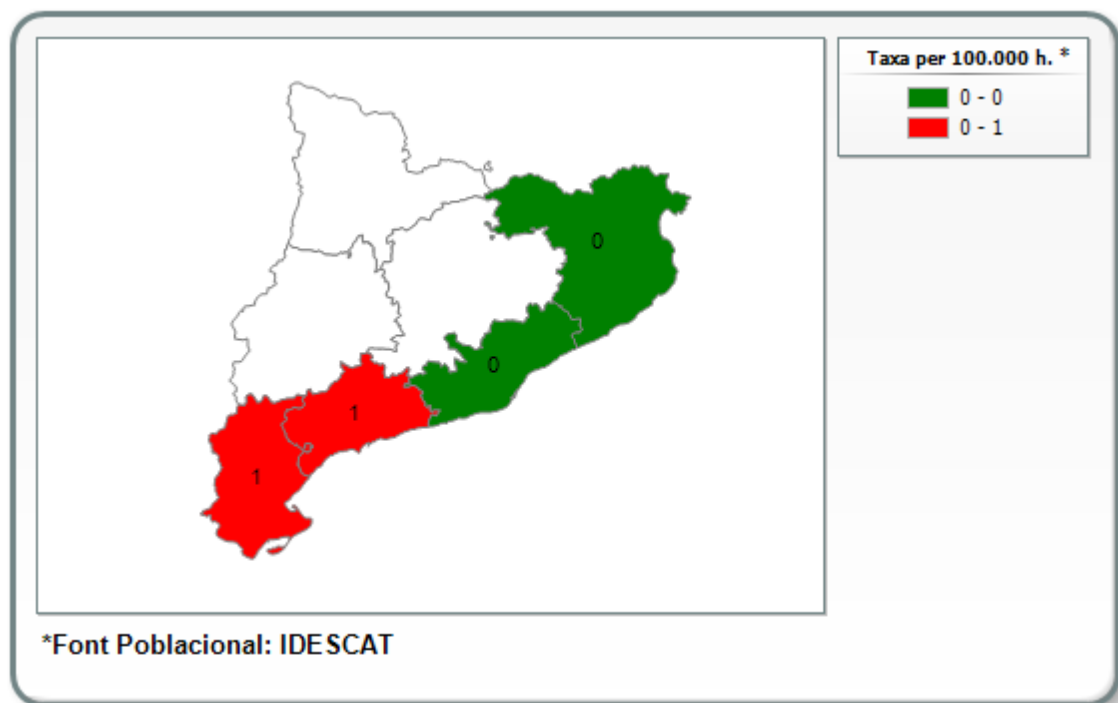 Taxa per 100.000 h. *
0 - 0
0 - 1
0
0
1
1
*Font Poblacional: IDESCAT